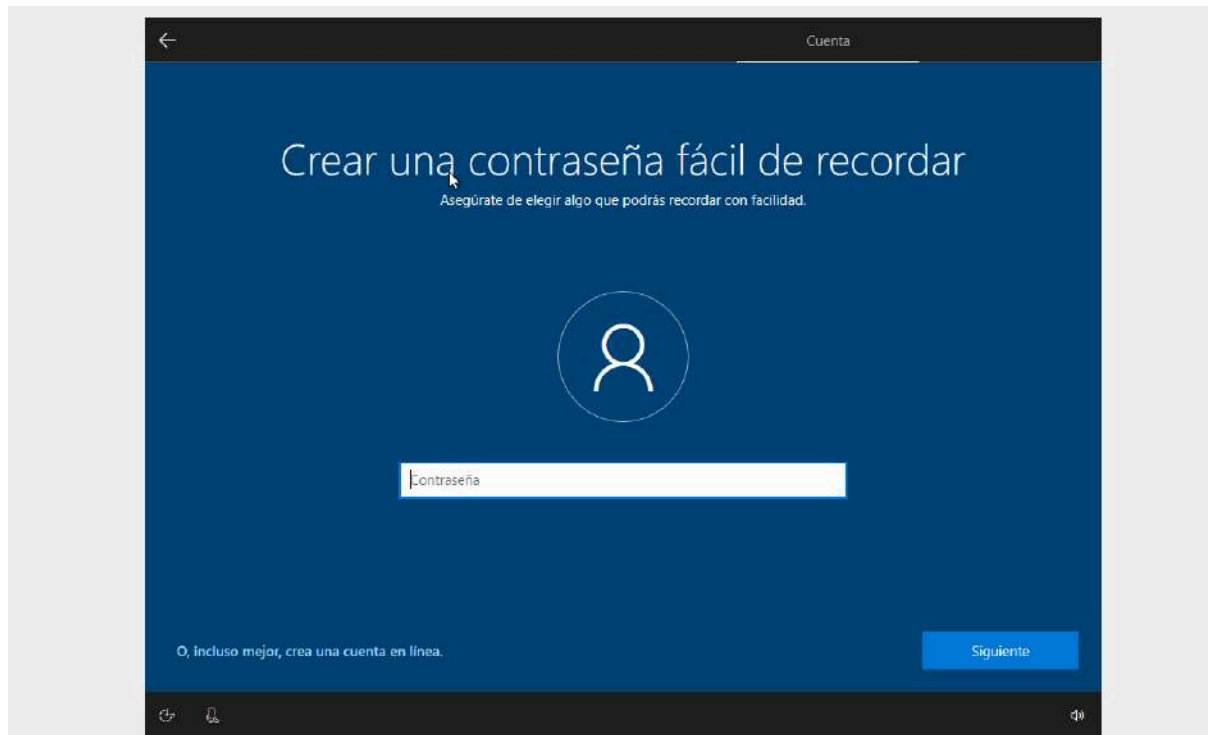 Cuenta
Crear una contraseña fácil de recordar
Asegúrate de elegir algo que podrás recordar con facilidad.
Contraseña
O, incluso mejor, crea una cuenta en línea.
Siguiente